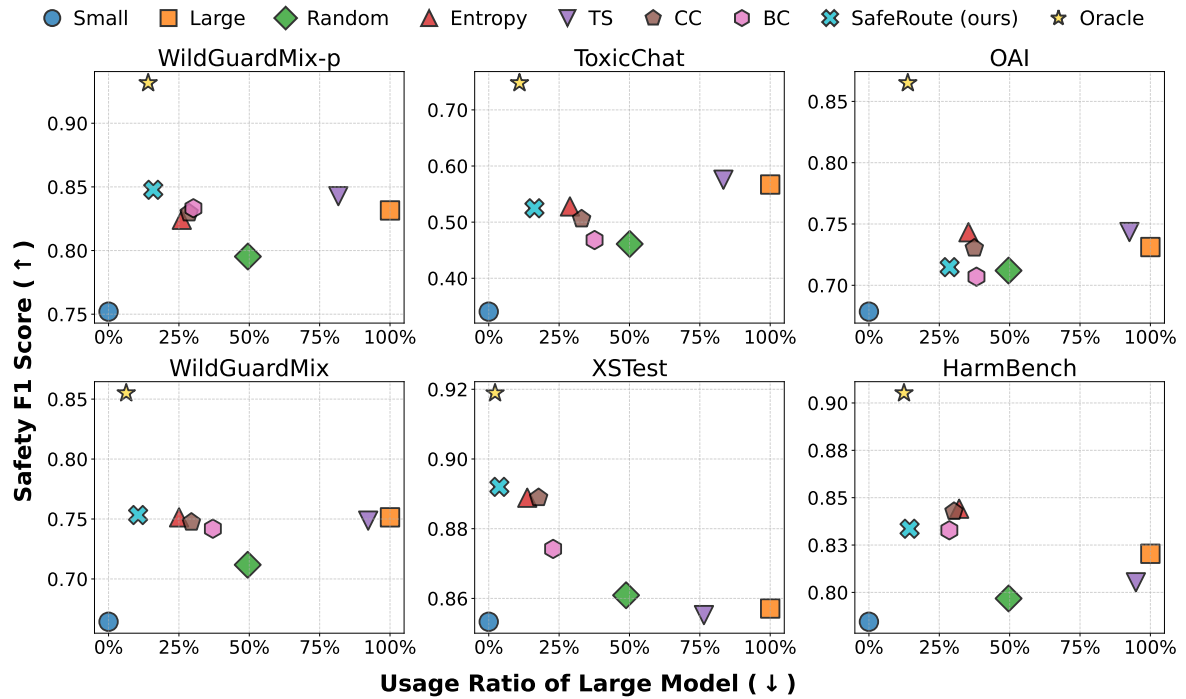 Small Large Random Entropy TS CC BC SafeRoute (ours) Oracle
Safety F1 Score (↑)
WildGuardMix-p
0.90
0.85
0.80
0.75
0% 25% 50% 75% 100%
ToxicChat
0.70
0.60
0.50
0.40
0% 25% 50% 75% 100%
OAI
0.85
0.80
0.75
0.70
0% 25% 50% 75% 100%
WildGuardMix
0.85
0.80
0.75
0.70
0% 25% 50% 75% 100%
XSTest
0.92
0.90
0.88
0.86
0% 25% 50% 75% 100%
HarmBench
0.90
0.88
0.85
0.83
0.80
0% 25% 50% 75% 100%
Usage Ratio of Large Model (↓)